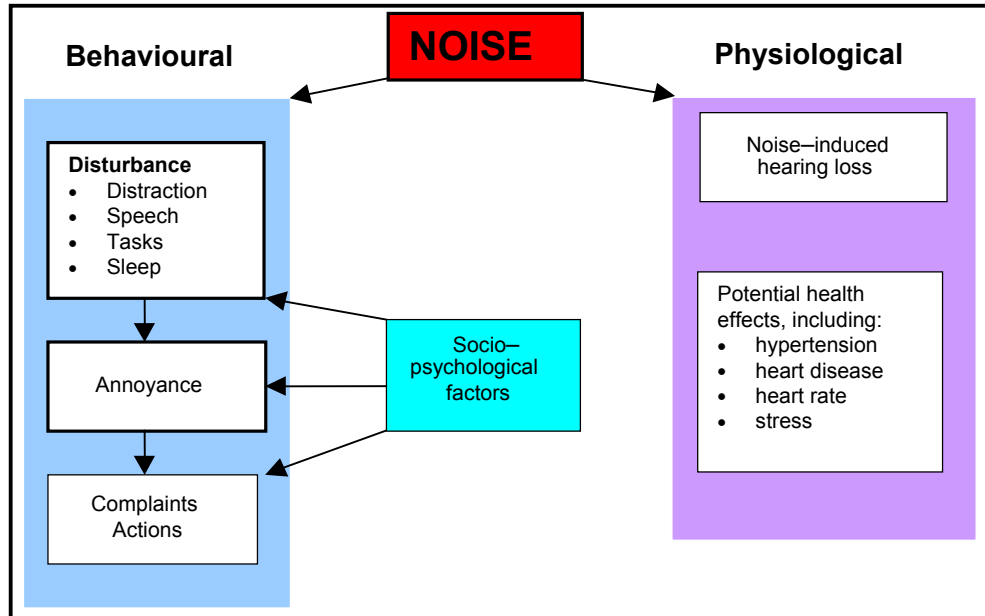 NOISE
Behavioural
Physiological
Disturbance
• Distraction
• Speech
• Tasks
• Sleep
Annoyance
Complaints
Actions
Socio–
psychological
factors
Noise–induced
hearing loss
Potential health
effects, including:
• hypertension
• heart disease
• heart rate
• stress